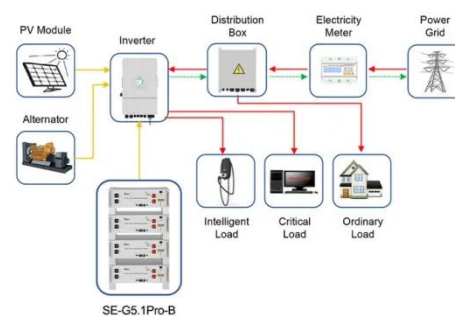 PV Module
Inverter
Distribution
Box
Electricity
Meter
Power
Grid
Alternator
Intelligent
Load
Critical
Load
Ordinary
Load
SE-G5.1Pro-B